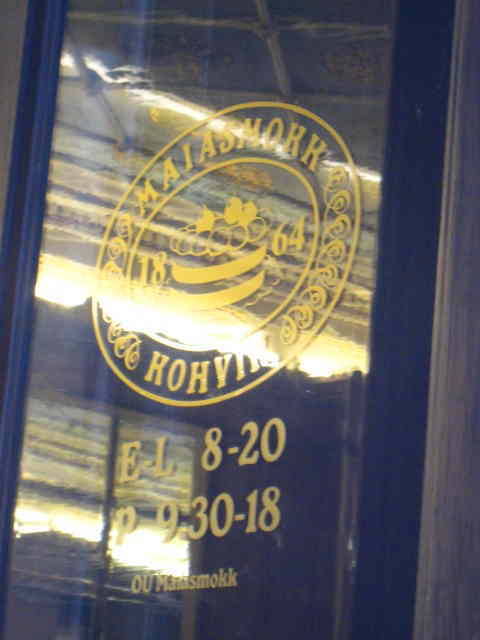 MAIASMOKK
18 64
KOHVIK
E-L 8-20
P 9.30-18
OÜ Maiasmokk